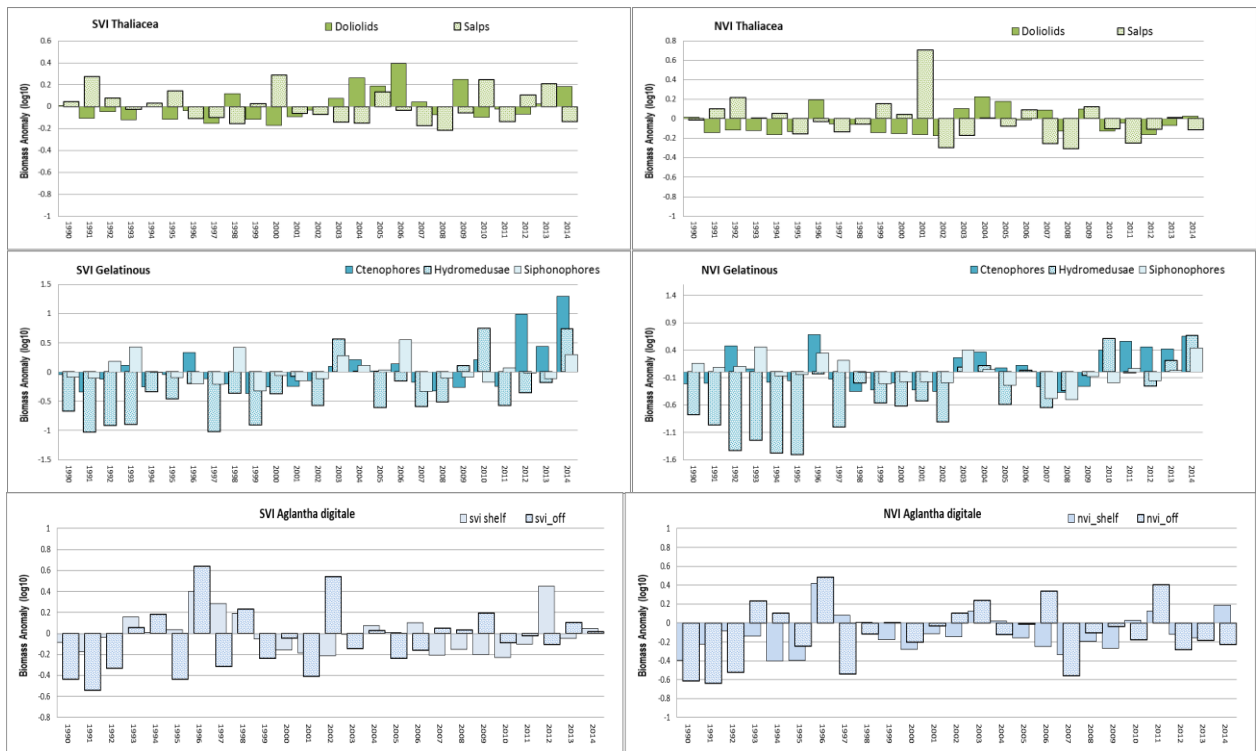 SVI Thaliacea
Doliolids Salps
Biomass Anomaly (log10)
0.6
0.4
0.2
0
-0.2
-0.4
-0.6
-0.8
-1
1990 1991 1992 1993 1994 1995 1996 1997 1998 1999 2000 2001 2002 2003 2004 2005 2006 2007 2008 2009 2010 2011 2012 2013 2014
NVI Thaliacea
Doliolids Salps
Biomass Anomaly (log10)
0.8
0.6
0.4
0.2
0
-0.2
-0.4
-0.6
-0.8
-1
1990 1991 1992 1993 1994 1995 1996 1997 1998 1999 2000 2001 2002 2003 2004 2005 2006 2007 2008 2009 2010 2011 2012 2013 2014
SVI Gelatinous
Ctenophores Hydromedusae Siphonophores
Biomass Anomaly (log10)
1.5
1
0.5
0
-0.5
-1
-1.5
1990 1991 1992 1993 1994 1995 1996 1997 1998 1999 2000 2001 2002 2003 2004 2005 2006 2007 2008 2009 2010 2011 2012 2013 2014
NVI Gelatinous
Ctenophores Hydromedusae Siphonophores
Biomass Anomaly (log10)
1.4
0.9
0.4
-0.1
-0.6
-1.1
-1.6
1990 1991 1992 1993 1994 1995 1996 1997 1998 1999 2000 2001 2002 2003 2004 2005 2006 2007 2008 2009 2010 2011 2012 2013 2014
SVI Aglantha digitale
svi shelf svi_off
Biomass Anomaly (log10)
1
0.8
0.6
0.4
0.2
0
-0.2
-0.4
-0.6
-0.8
1990 1991 1992 1993 1994 1995 1996 1997 1998 1999 2000 2001 2002 2003 2004 2005 2006 2007 2008 2009 2010 2011 2012 2013 2014
NVI Aglantha digitale
nvi_shelf nvi_off
Biomass Anomaly (log10)
1
0.8
0.6
0.4
0.2
0
-0.2
-0.4
-0.6
-0.8
-1
1990 1991 1992 1993 1994 1995 1996 1997 1998 1999 2000 2001 2002 2003 2004 2005 2006 2007 2008 2009 2010 2011 2012 2013 2014